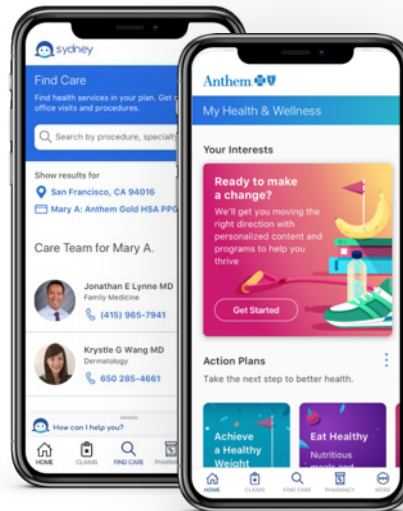 sydney
Find Care
Find health services in your plan. Get c
office visits and procedures.
Search by procedure, specialty
Show results for
San Francisco, CA 94016
Mary A: Anthem Gold HSA PPO
Care Team for Mary A.
Jonathan E Lynne MD
Family Medicine
(415) 965-7941
Krystle G Wang MD
Dermatology
650 285-4661
How can I help you?
HOME
CLAIMS
FIND CARE
PHARMAC
Anthem
My Health & Wellness
Your Interests
Ready to make
a change?
We'll get you moving the
right direction with
personalized content and
programs to help you
thrive
Get Started
Action Plans
Take the next step to better health.
Achieve
a Healthy
Weight
Eat Healthy
Nutritious
meals and
HOME
CLAIMS
FIND CARE
PHARMACY
MORE